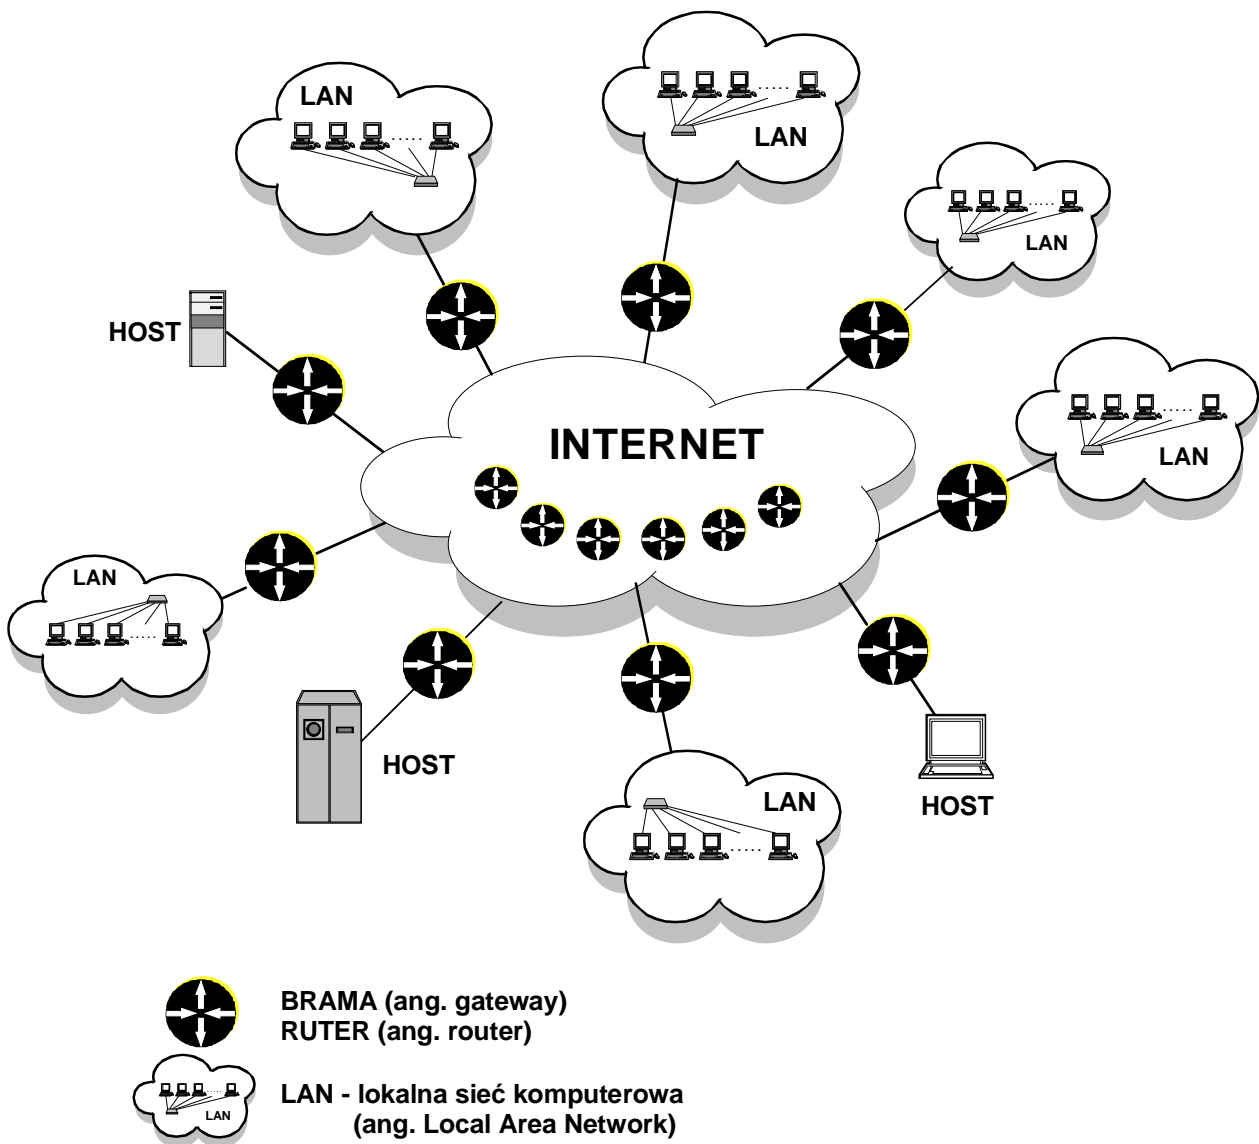 LAN
LAN
LAN
HOST
LAN
INTERNET
LAN
HOST
LAN
HOST
BRAMA (ang. gateway)
RUTER (ang. router)
LAN
LAN - lokalna sieć komputerowa
(ang. Local Area Network)